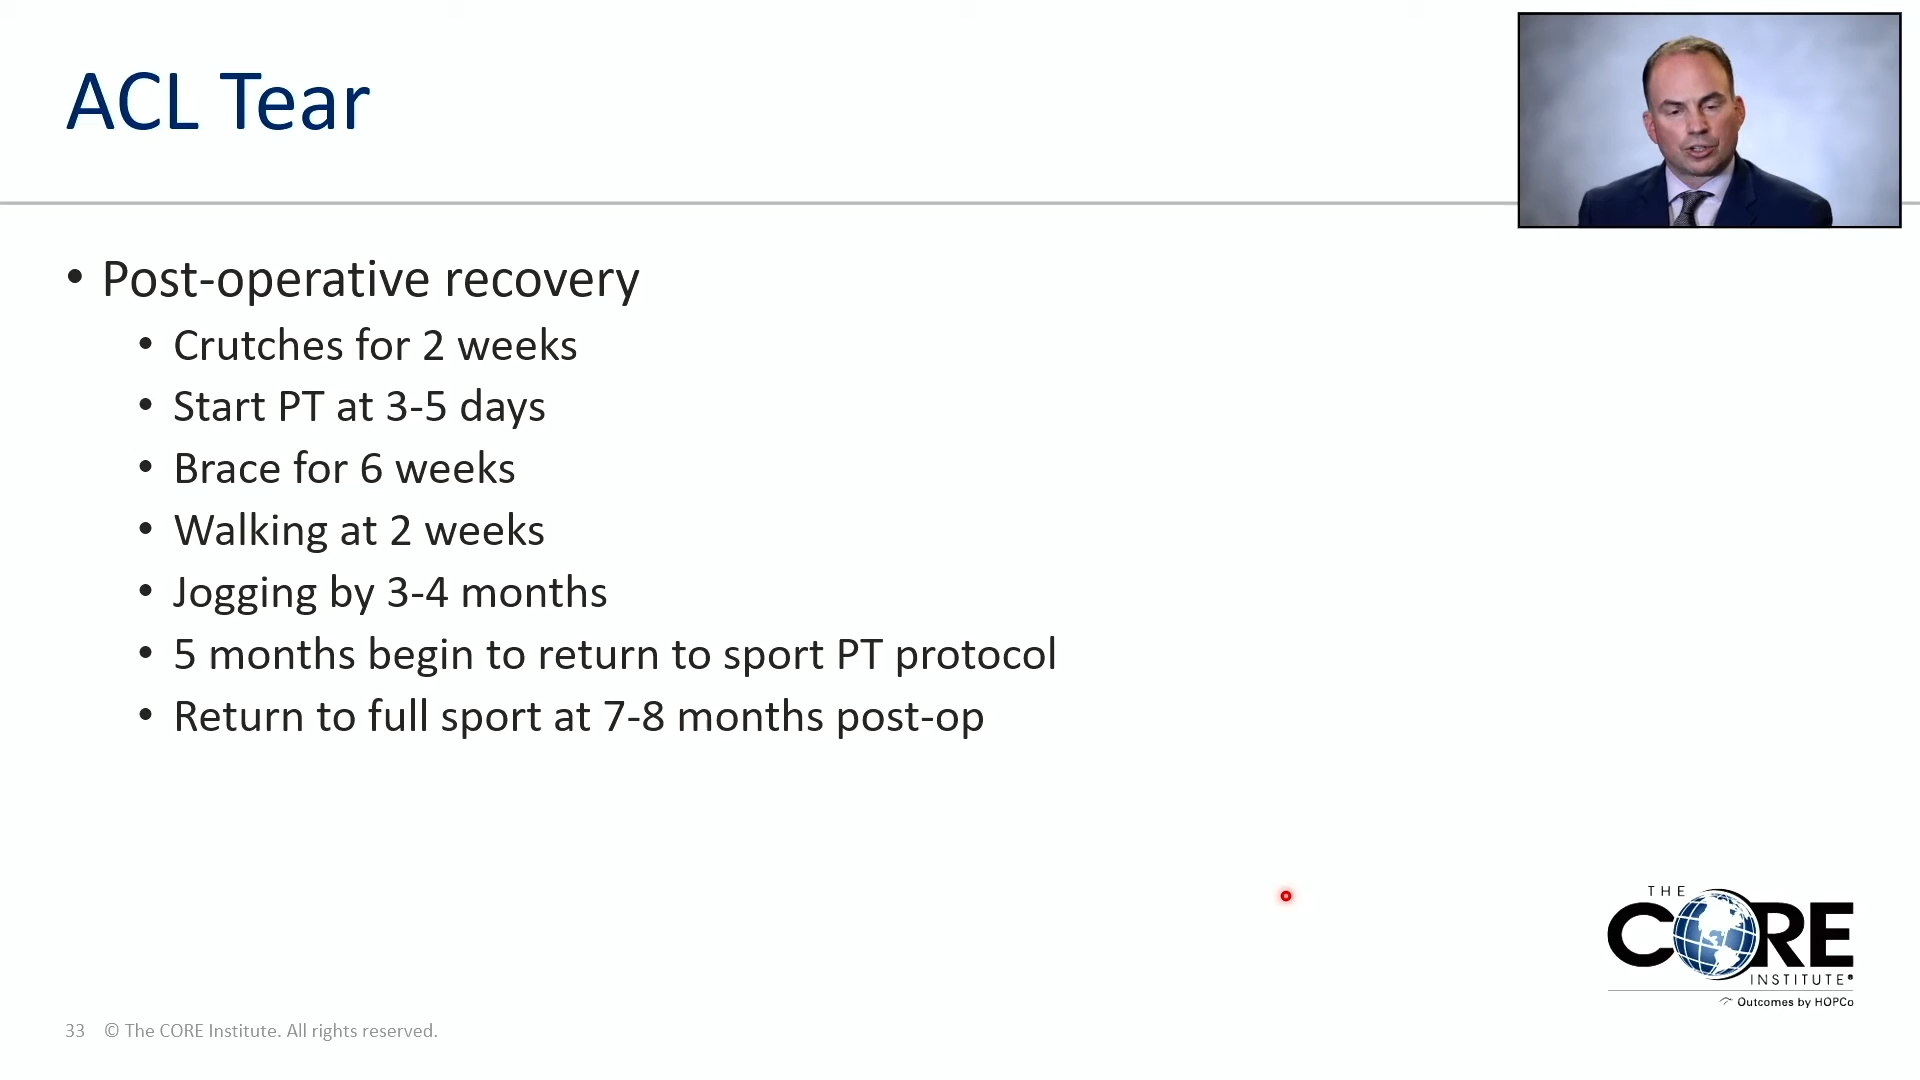 ACL Tear
• Post-operative recovery
• Crutches for 2 weeks
• Start PT at 3-5 days
• Brace for 6 weeks
• Walking at 2 weeks
• Jogging by 3-4 months
• 5 months begin to return to sport PT protocol
• Return to full sport at 7-8 months post-op
THE
CORE
INSTITUTE®
Outcomes by HOPCo
33 © The CORE Institute. All rights reserved.